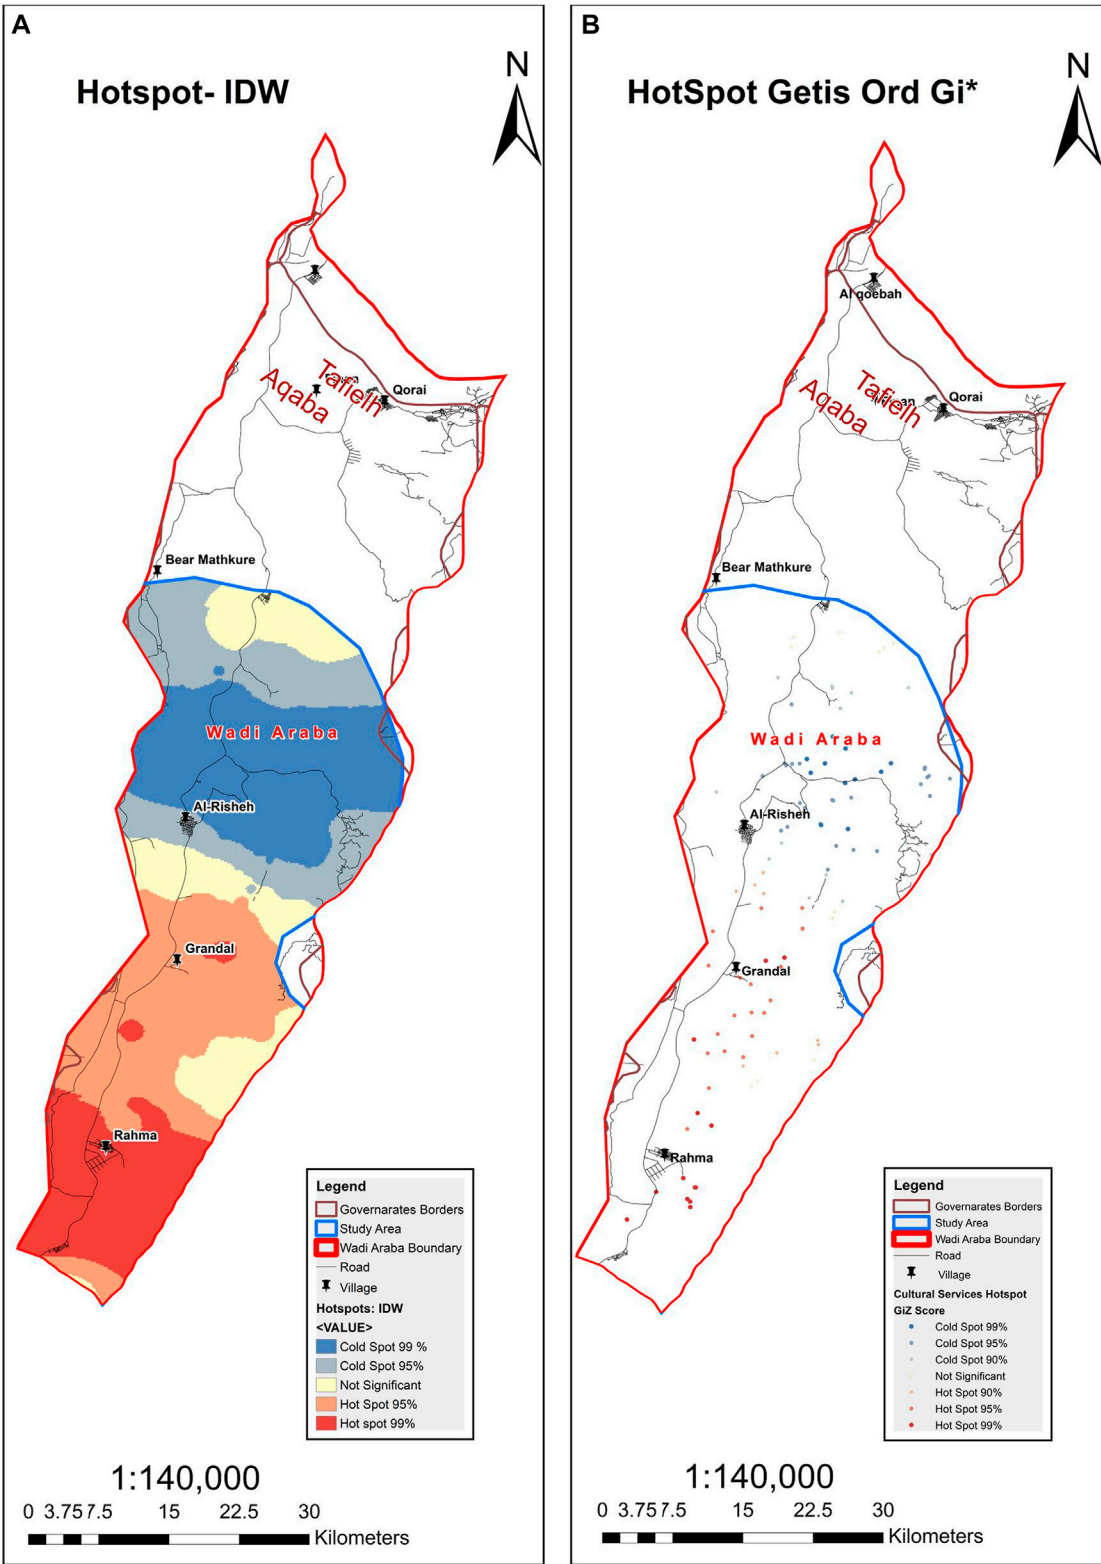 A
Hotspot- IDW
N
Qorai
Tafielh
Aqaba
Bear Mathkure
Wadi Araba
Al-Risheh
Grandal
Rahma
Legend
Governarates Borders
Study Area
Wadi Araba Boundary
Road
Village
Hotspots: IDW
<VALUE>
Cold Spot 99 %
Cold Spot 95%
Not Significant
Hot Spot 95%
Hot spot 99%
1:140,000
0 3.75 7.5 15 22.5 30
Kilometers
B
HotSpot Getis Ord Gi*
N
Al qoebah
Qorai
Tafielh
Aqaba
Bear Mathkure
Wadi Araba
Al-Risheh
Grandal
Rahma
Legend
Governarates Borders
Study Area
Wadi Araba Boundary
Road
Village
Cultural Services Hotspot
GiZ Score
Cold Spot 99%
Cold Spot 95%
Cold Spot 90%
Not Significant
Hot Spot 90%
Hot Spot 95%
Hot Spot 99%
1:140,000
0 3.75 7.5 15 22.5 30
Kilometers